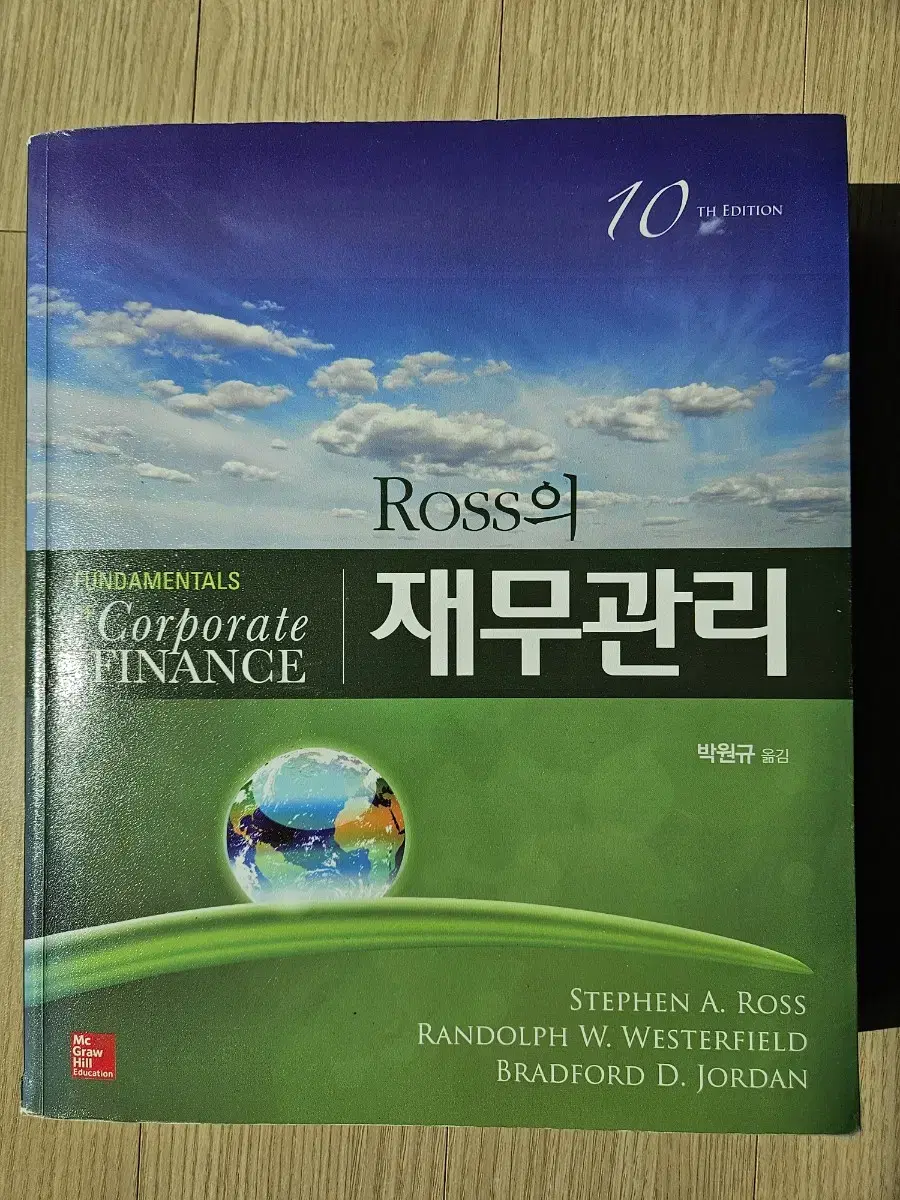 10 TH EDITION
ROSS의
FUNDAMENTALS
Corporate
FINANCE
재무관리
박원규 옮김
STEPHEN A. ROSS
RANDOLPH W. WESTERFIELD
BRADFORD D. JORDAN
Mc
Graw
Hill
Education